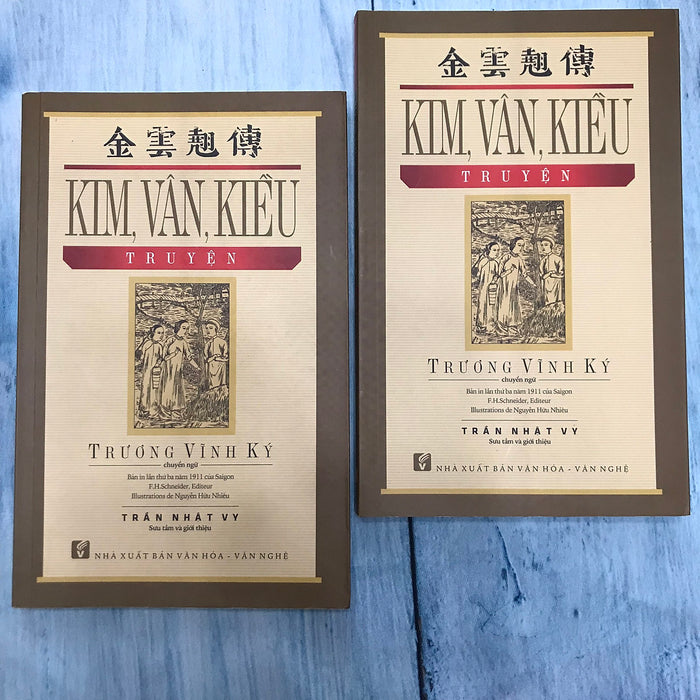 金雲翹傳
KIM, VÂN, KIỀU
TRUYỆN
TRƯƠNG VĨNH KÝ
chuyển ngữ
Bản in lần thứ ba năm 1911 của Saigon
F.H.Schneider, Editeur
Illustrations de Nguyễn Hữu Nhiêu
TRẦN NHẬT VY
Sưu tầm và giới thiệu
NHÀ XUẤT BẢN VĂN HÓA - VĂN NGHỆ
金雲翹傳
KIM, VÂN, KIỀU
TRUYỆN
TRƯƠNG VĨNH KÝ
chuyển ngữ
Bản in lần thứ ba năm 1911 của Saigon
F.H.Schneider, Editeur
Illustrations de Nguyễn Hữu Nhiêu
TRẦN NHẬT VY
Sưu tầm và giới thiệu
NHÀ XUẤT BẢN VĂN HÓA - VĂN NGHỆ